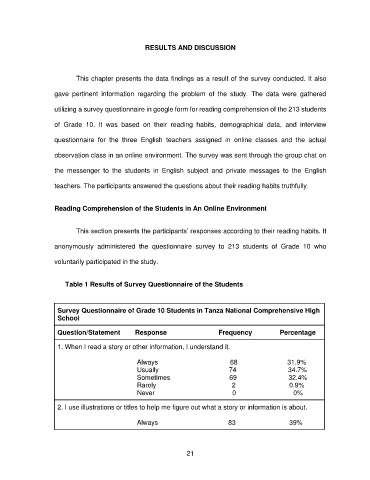 RESULTS AND DISCUSSION
This chapter presents the data findings as a result of the survey conducted. It also
gave pertinent information regarding the problem of the study. The data were gathered
utilizing a survey questionnaire in google form for reading comprehension of the 213 students
of Grade 10. It was based on their reading habits, demographical data, and interview
questionnaire for the three English teachers assigned in online classes and the actual
observation class in an online environment. The survey was sent through the group chat on
the messenger to the students in English subject and private messages to the English
teachers. The participants answered the questions about their reading habits truthfully.
Reading Comprehension of the Students in An Online Environment
This section presents the participants' responses according to their reading habits. It
anonymously administered the questionnaire survey to 213 students of Grade 10 who
voluntarily participated in the study.
Table 1 Results of Survey Questionnaire of the Students
Survey Questionnaire of Grade 10 Students in Tanza National Comprehensive High
School
Question/Statement Response Frequency Percentage
1. When I read a story or other information, I understand it.
Always 68 31.9%
Usually 74 34.7%
Sometimes 69 32.4%
Rarely 2 0.9%
Never 0 0%
2. I use illustrations or titles to help me figure out what a story or information is about.
Always 83 39%
21